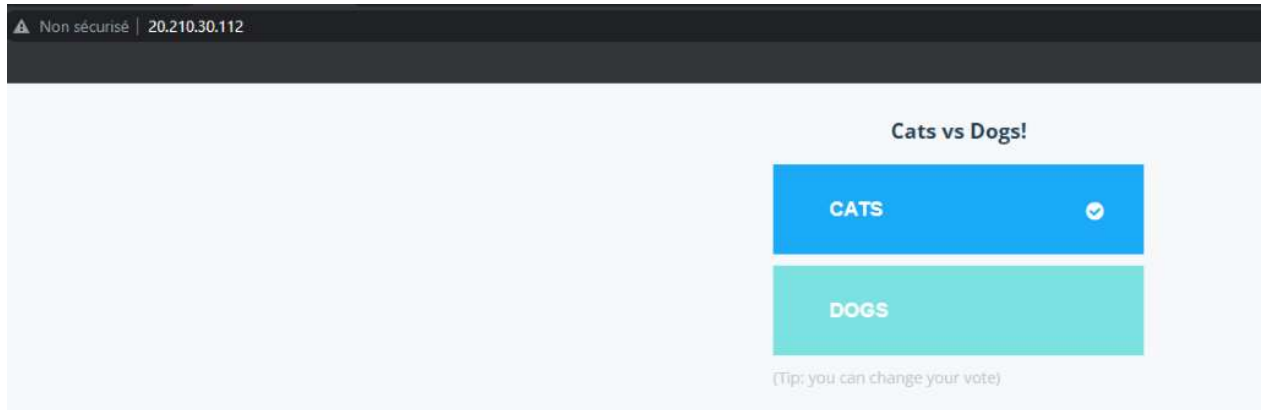 Non sécurisé | 20.210.30.112
Cats vs Dogs!
CATS
DOGS
(Tip: you can change your vote)